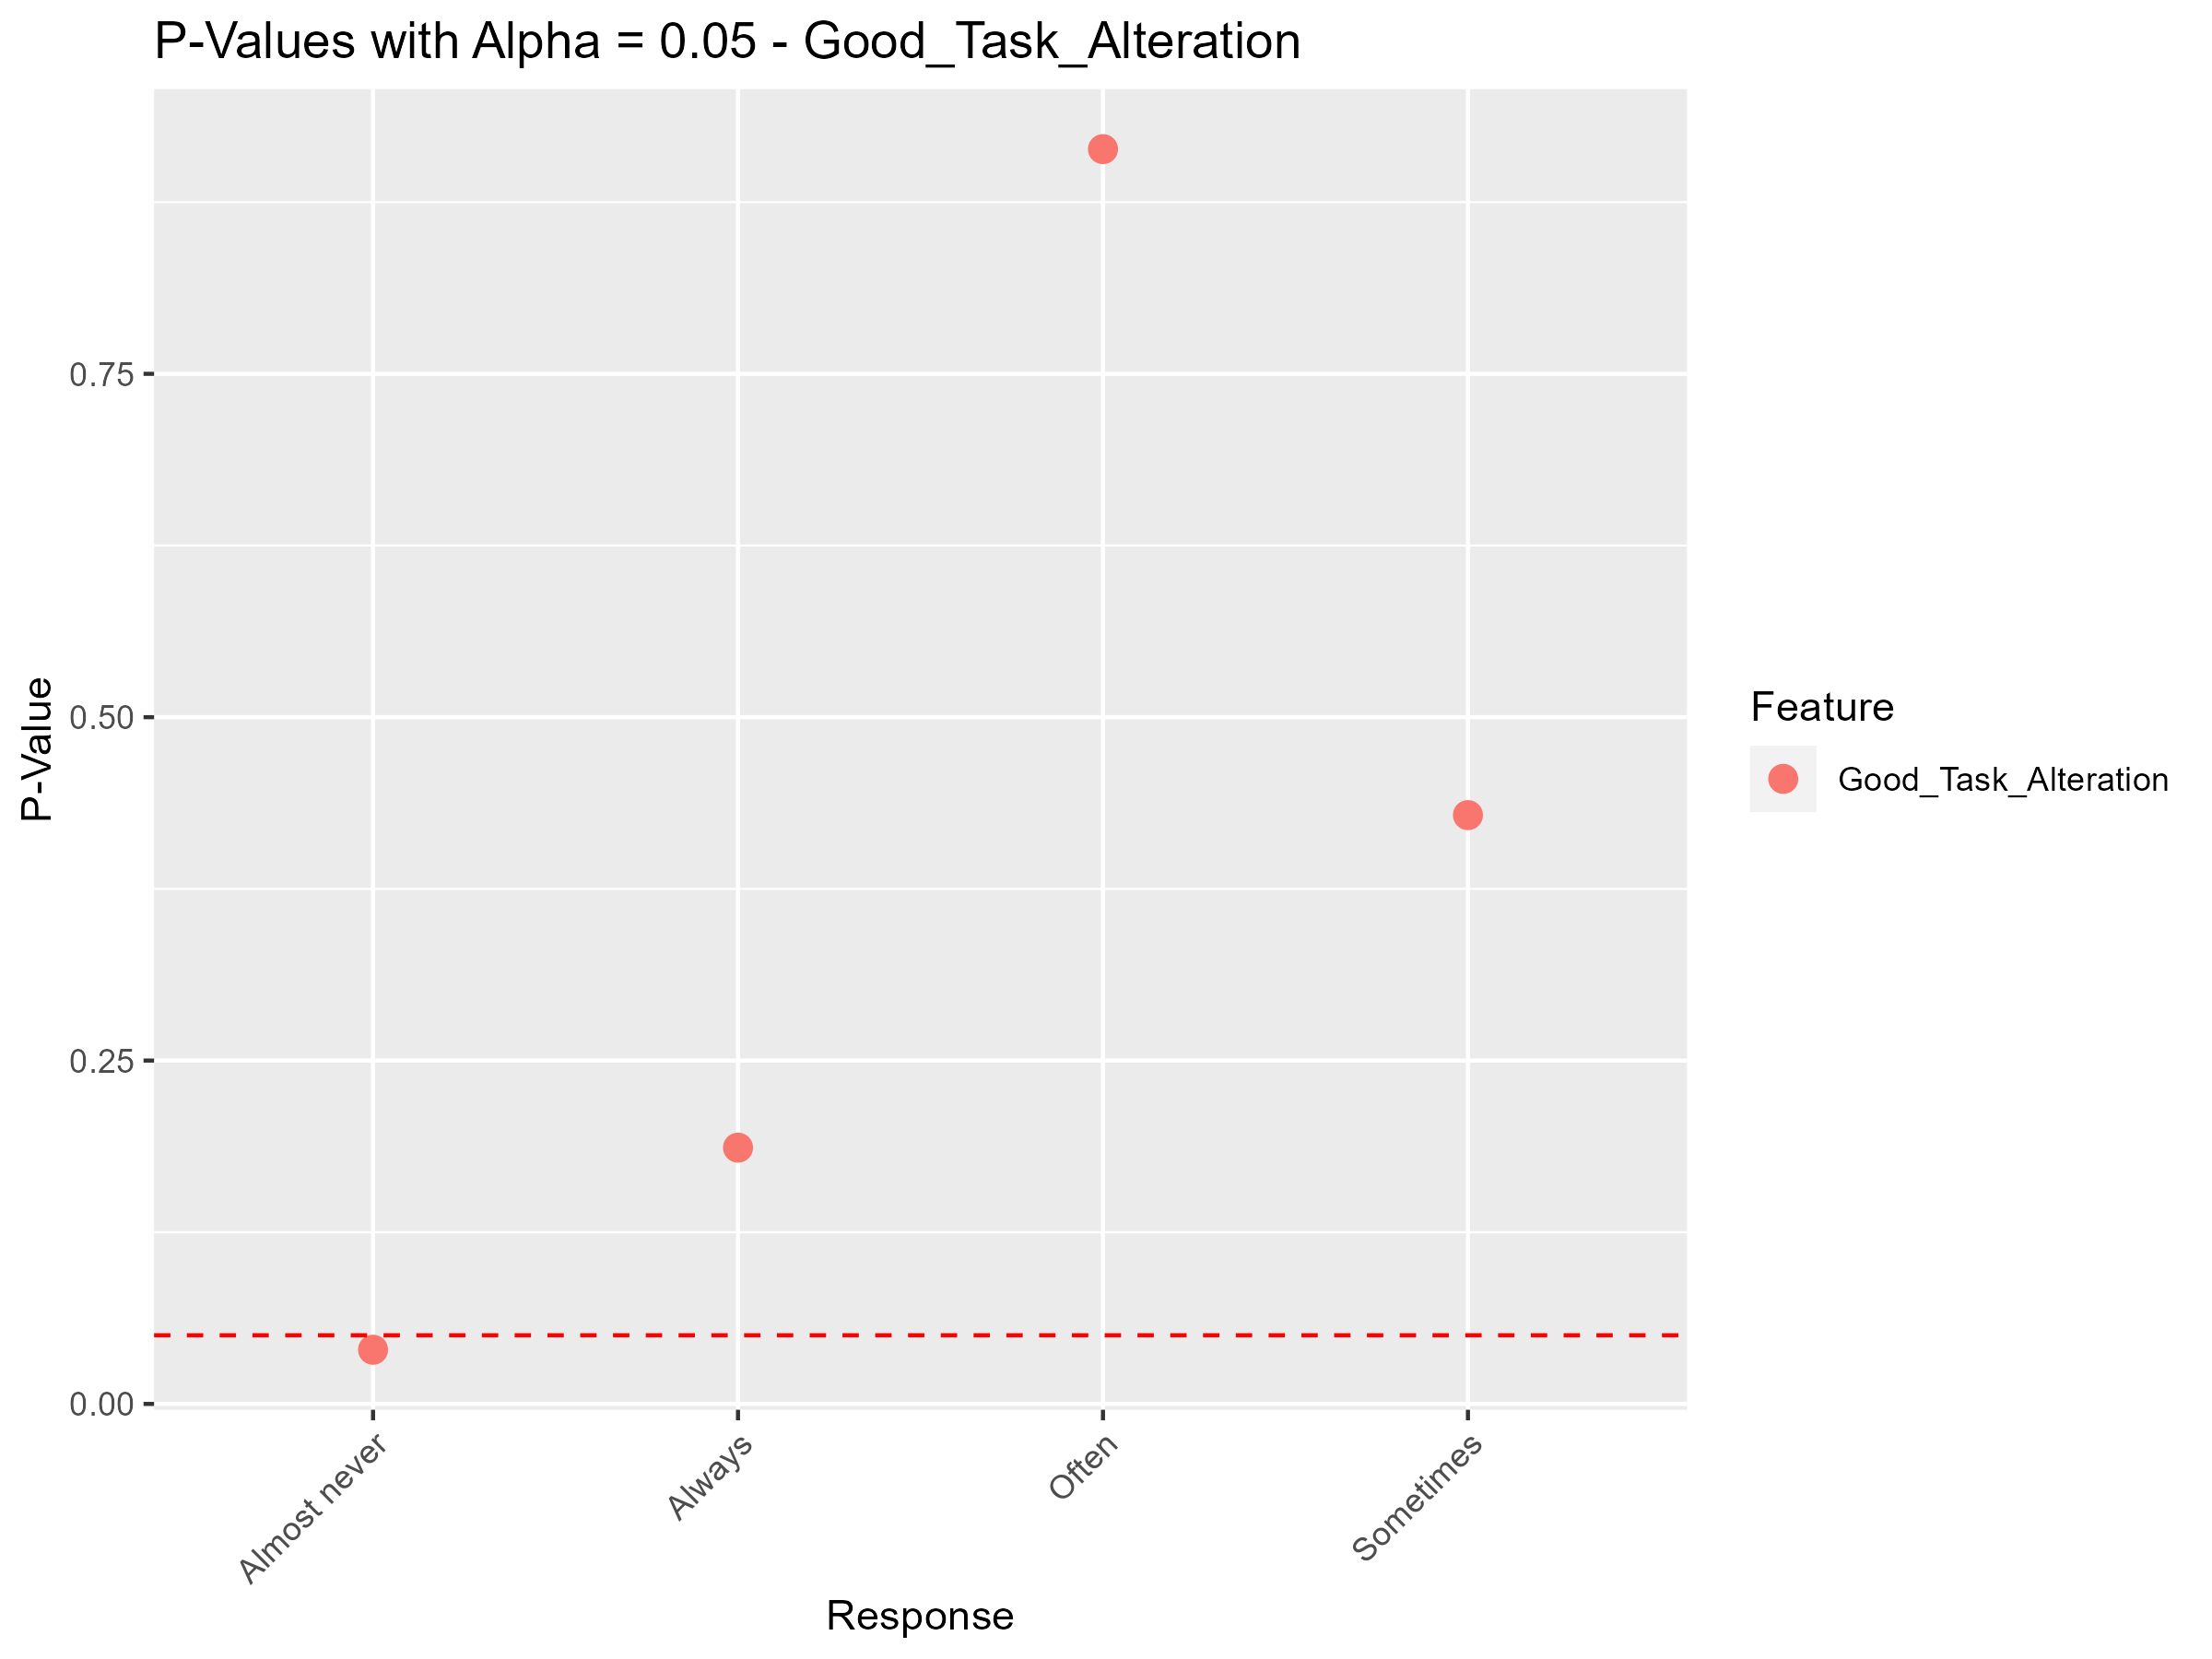 P-Values with Alpha = 0.05 - Good_Task_Alteration
P-Value
0.75
0.50
0.25
0.00
Almost never
Always
Often
Sometimes
Response
Feature
Good_Task_Alteration